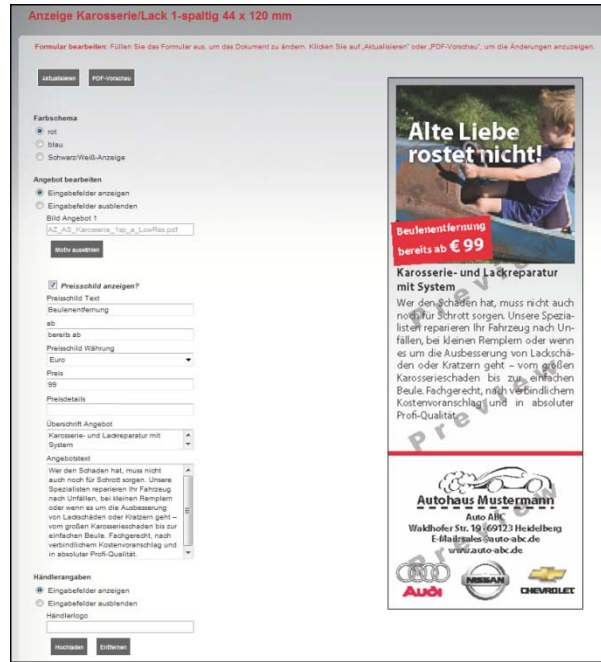 Anzeige Karosserie/Lack 1-spaltig 44 x 120 mm
Formular bearbeiten: Füllen Sie das Formular aus, um das Dokument zu ändern. Klicken Sie auf „Aktualisieren" oder „PDF-Vorschau", um die Änderungen anzuzeigen.
Aktualisieren
PDF-Vorschau
Farbschema
rot
blau
Schwarz/Weiß-Anzeige
Angebot bearbeiten
Eingabefelder anzeigen
Eingabefelder ausblenden
Bild Angebot 1
AZ_AS_Karosserie_1sp_a_LowRes.pdf
Motiv auswählen
Preisschild anzeigen?
Preisschild Text
Beulenentfernung
ab
bereits ab
Preisschild Währung
Euro
Preis
99
Preisdetails
Überschrift Angebot
Karosserie- und Lackreparatur mit
System
Angebotstext
Wer den Schaden hat, muss nicht
auch noch für Schrott sorgen. Unsere
Spezialisten reparieren Ihr Fahrzeug
nach Unfällen, bei kleinen Remplern
oder wenn es um die Ausbesserung
von Lackschäden oder Kratzern geht –
vom großen Karosserieschaden bis zur
einfachen Beule. Fachgerecht, nach
verbindlichem Kostenvoranschlag und
in absoluter Profi-Qualität.
Händlerangaben
Eingabefelder anzeigen
Eingabefelder ausblenden
Händlerlogo
Hochladen
Entfernen
Alte Liebe
rostet nicht!
Beulenentfernung
bereits ab € 99
Karosserie- und Lackreparatur
mit System
Wer den Schaden hat, muss nicht auch
noch für Schrott sorgen. Unsere Spezia-
listen reparieren Ihr Fahrzeug nach Un-
fällen, bei kleinen Remplern oder wenn
es um die Ausbesserung von Lackschä-
den oder Kratzern geht – vom großen
Karosserieschaden bis zur einfachen
Beule. Fachgerecht, nach verbindlichem
Kostenvoranschlag und in absoluter
Profi-Qualität.
Preview
Preview
Preview
Autohaus Mustermann
Auto ABC
Waldhofer Str. 19 · 69123 Heidelberg
E-Mail: sales@auto-abc.de
www.auto-abc.de
Audi
NISSAN
CHEVROLET